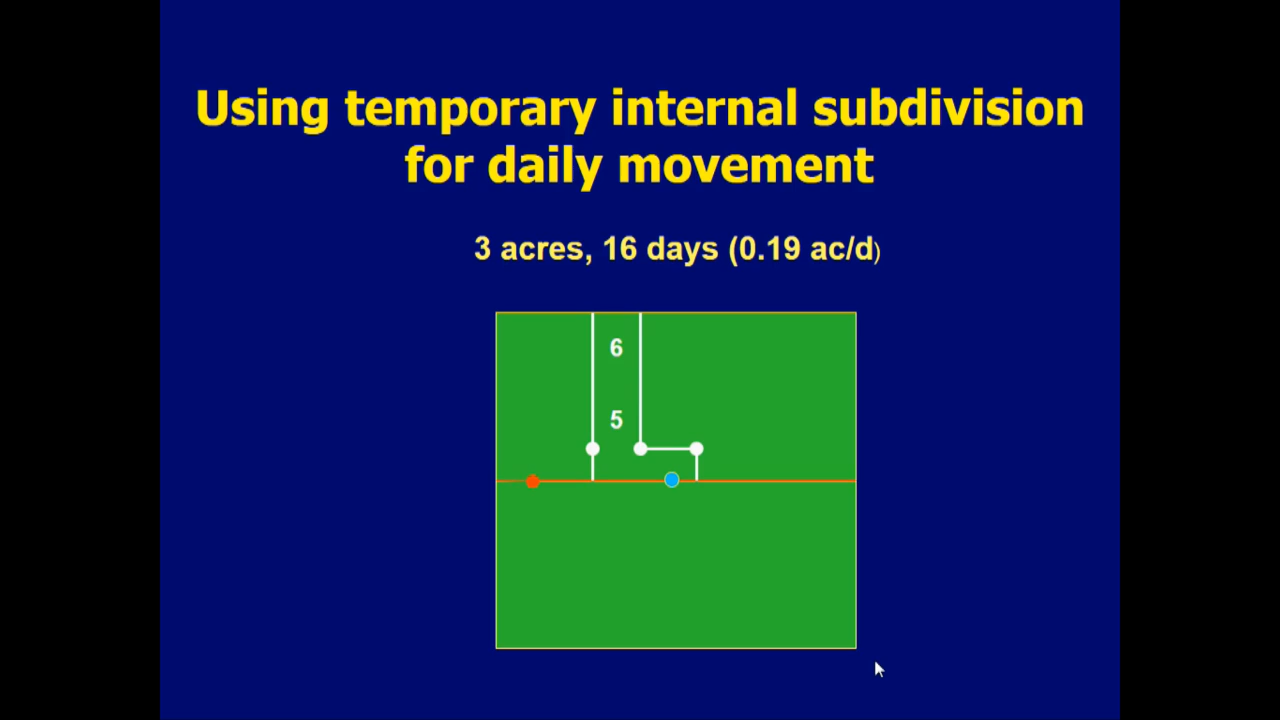 Using temporary internal subdivision
for daily movement
3 acres, 16 days (0.19 ac/d)
6
5